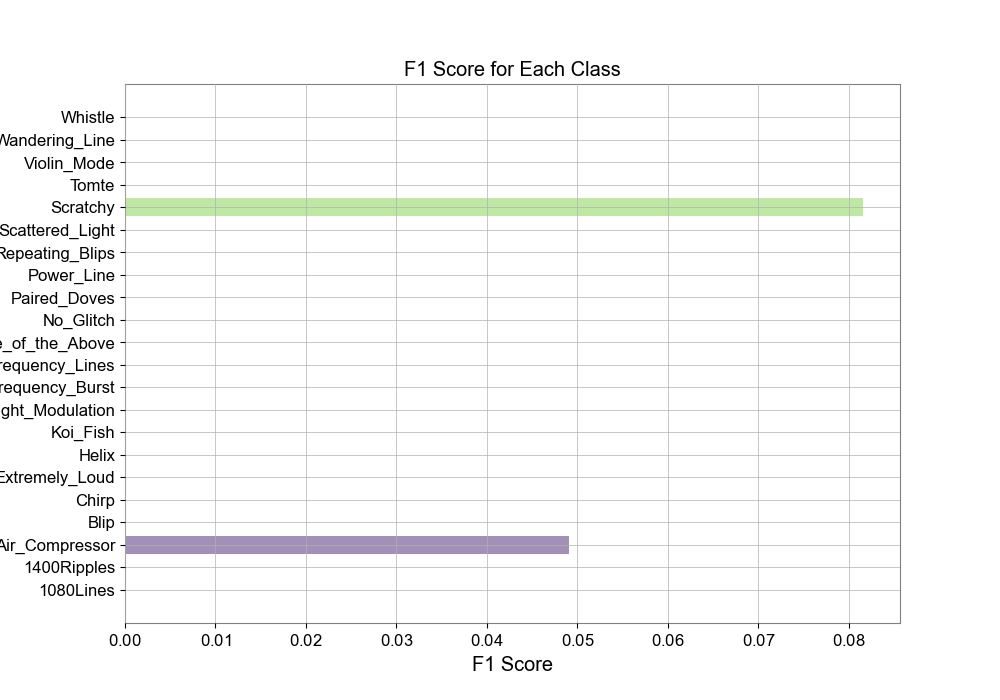 F1 Score for Each Class
Whistle
Wandering_Line
Violin_Mode
Tomte
Scratchy
Scattered_Light
Repeating_Blips
Power_Line
Paired_Doves
No_Glitch
e_of_the_Above
requency_Lines
requency_Burst
ght_Modulation
Koi_Fish
Helix
Extremely_Loud
Chirp
Blip
Air_Compressor
1400Ripples
1080Lines
0.00 0.01 0.02 0.03 0.04 0.05 0.06 0.07 0.08
F1 Score